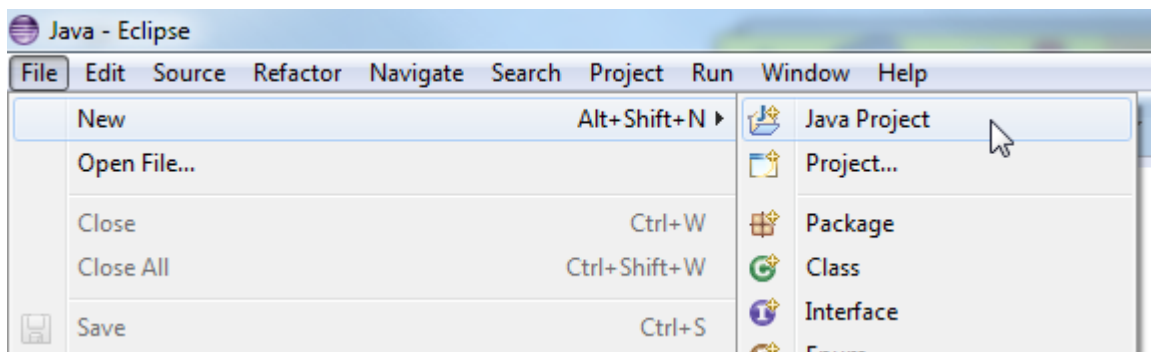 Java - Eclipse
File Edit Source Refactor Navigate Search Project Run Window Help
New Alt+Shift+N
Open File...
Close Ctrl+W
Close All Ctrl+Shift+W
Save Ctrl+S
Java Project
Project...
Package
Class
Interface